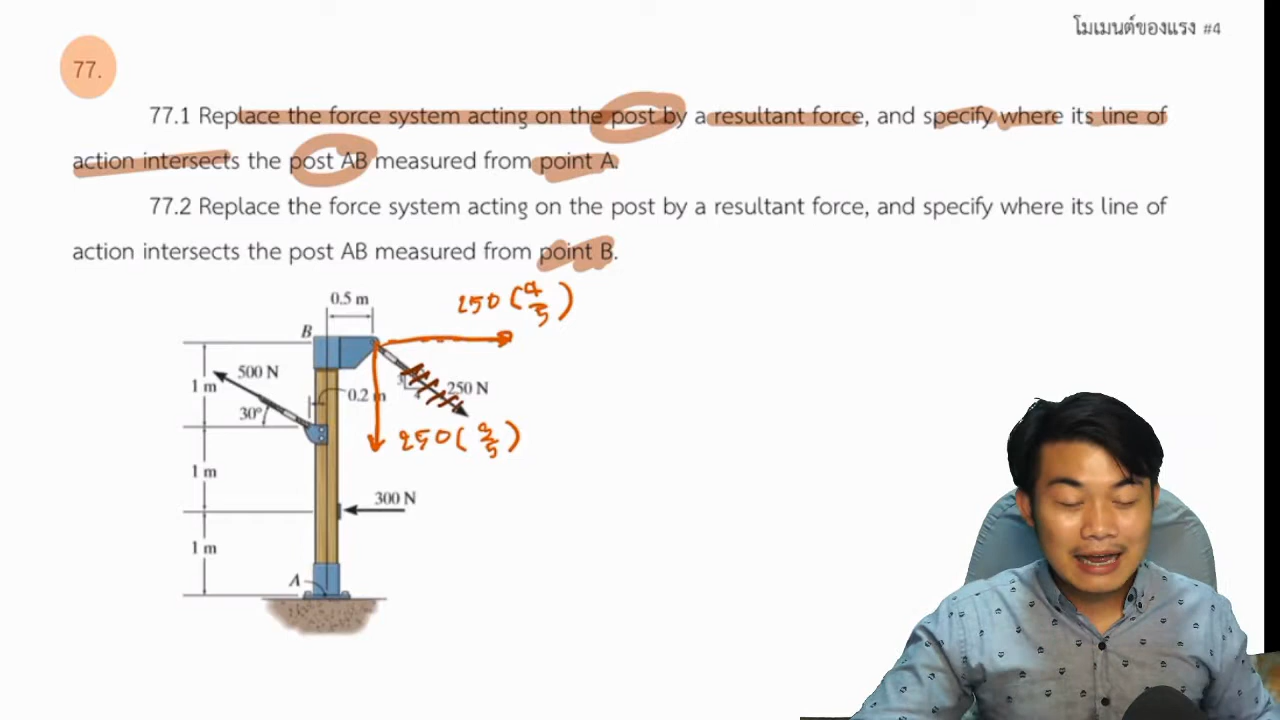 โมเมนต์ของแรง #4
77.
77.1 Replace the force system acting on the post by a resultant force, and specify where its line of
action intersects the post AB measured from point A.
77.2 Replace the force system acting on the post by a resultant force, and specify where its line of
action intersects the post AB measured from point B.
0.5 m
250 (4/5)
B
500 N
1 m
250 N
3
4
0.2 m
30°
250 (3/5)
1 m
300 N
1 m
A